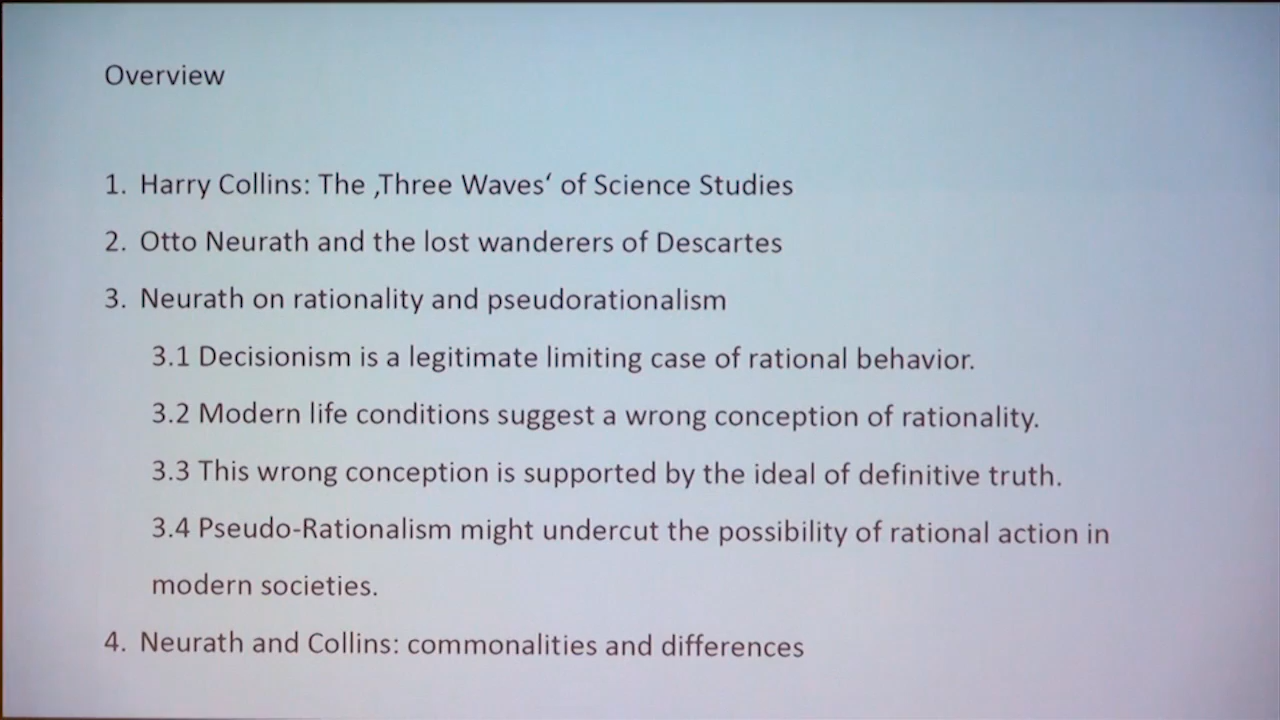 Overview
1. Harry Collins: The ‚Three Waves‘ of Science Studies
2. Otto Neurath and the lost wanderers of Descartes
3. Neurath on rationality and pseudorationalism
3.1 Decisionism is a legitimate limiting case of rational behavior.
3.2 Modern life conditions suggest a wrong conception of rationality.
3.3 This wrong conception is supported by the ideal of definitive truth.
3.4 Pseudo-Rationalism might undercut the possibility of rational action in
modern societies.
4. Neurath and Collins: commonalities and differences